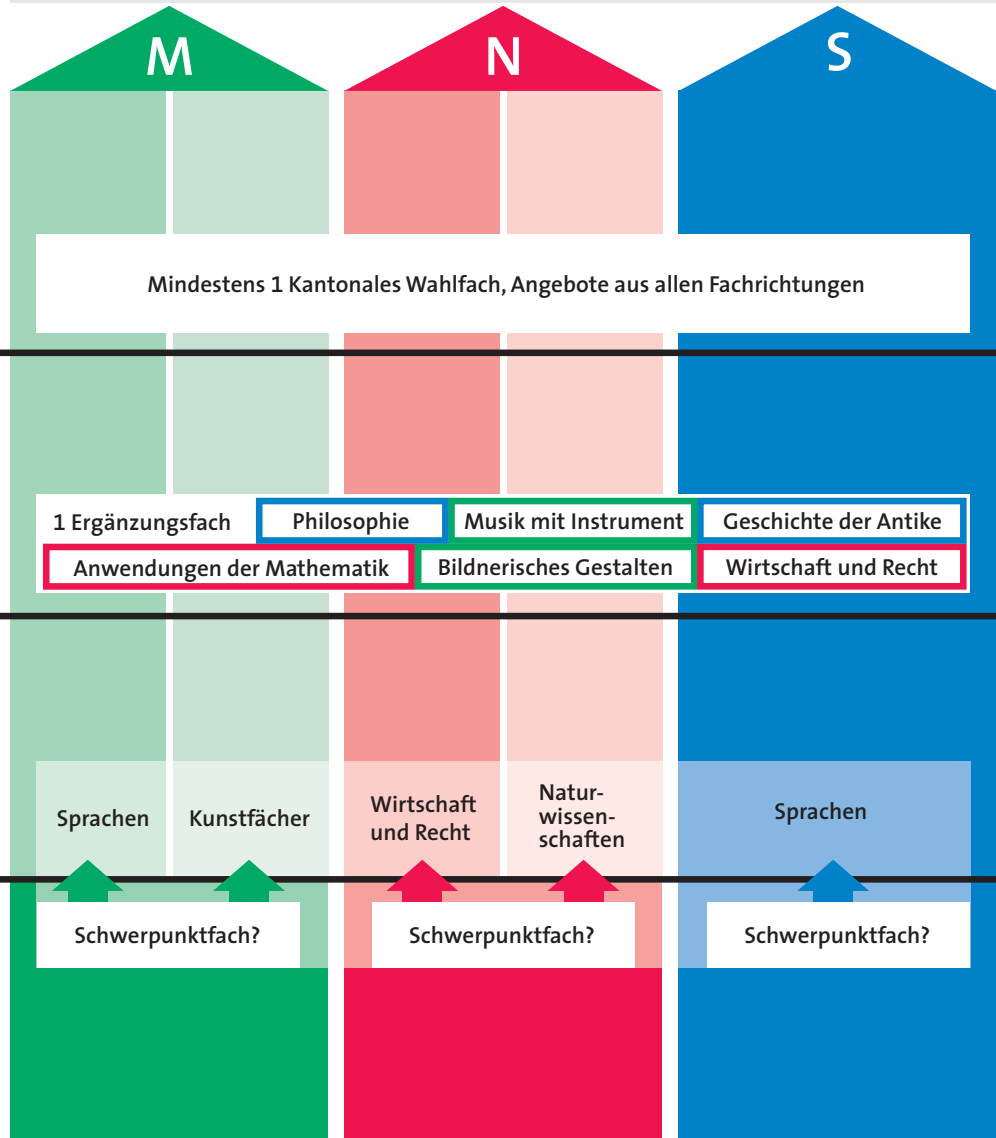 M
N
S
Mindestens 1 Kantonales Wahlfach, Angebote aus allen Fachrichtungen
1 Ergänzungsfach
Philosophie
Musik mit Instrument
Geschichte der Antike
Anwendungen der Mathematik
Bildnerisches Gestalten
Wirtschaft und Recht
Sprachen
Kunstfächer
Wirtschaft
und Recht
Natur-
wissen-
schaften
Sprachen
Schwerpunktfach?
Schwerpunktfach?
Schwerpunktfach?